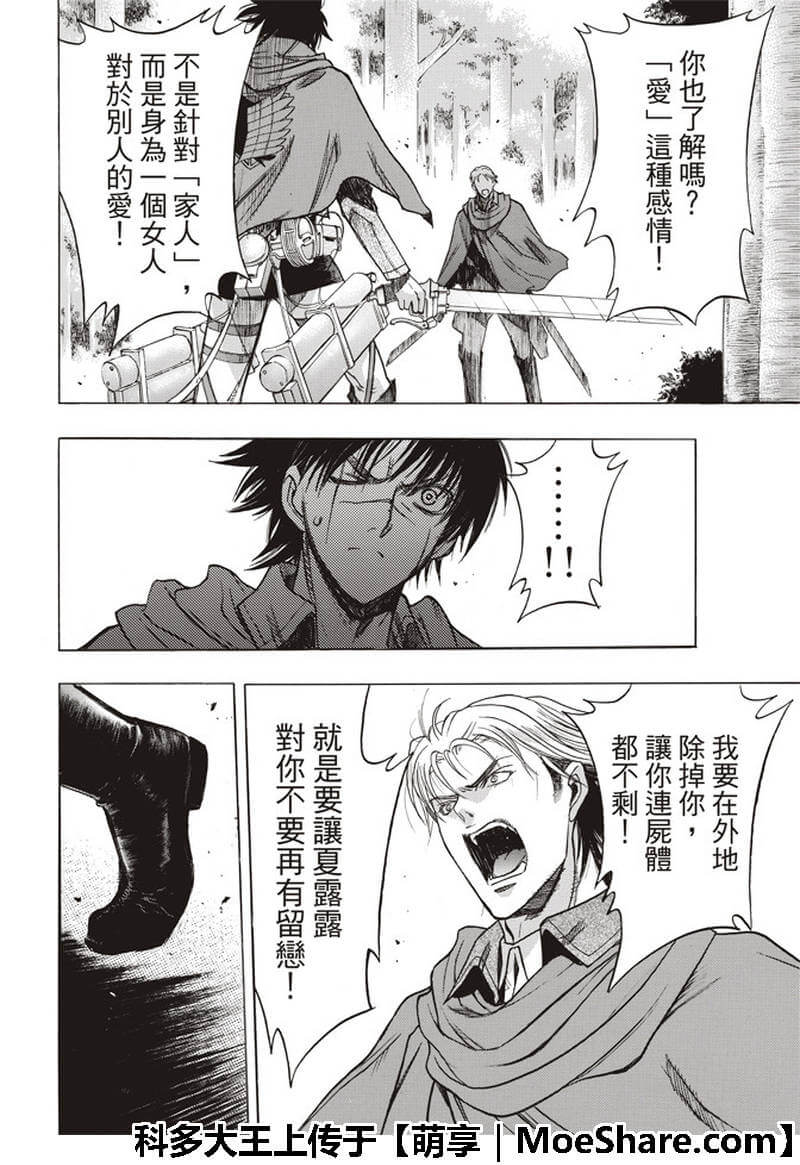 你也了解嗎？
「愛」這種感情！
不是針對「家人」，
而是身為一個女人
對於別人的愛！
……！！
我要在外地
除掉你，
讓你連屍體
都不剩！
就是要讓夏露露
對你不要再有留戀！
科多大王上传于【萌享】MoeShare.com】